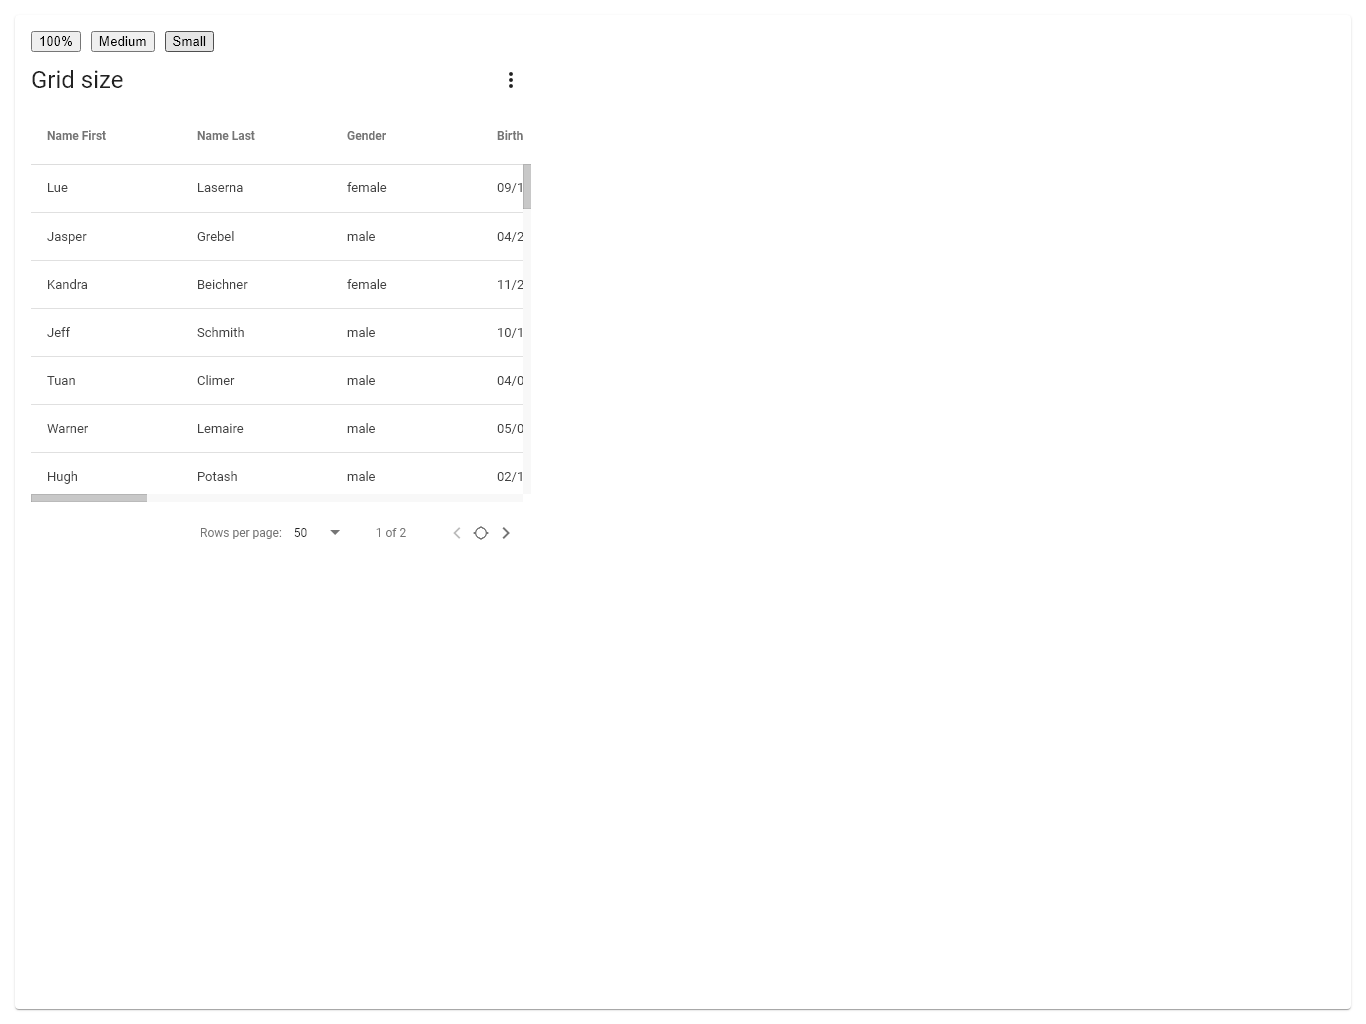 100% Medium Small
Grid size
Name First Name Last Gender Birth
Lue Laserna female 09/1
Jasper Grebel male 04/2
Kandra Beichner female 11/2
Jeff Schmith male 10/1
Tuan Climer male 04/0
Warner Lemaire male 05/0
Hugh Potash male 02/1
Rows per page: 50 1 of 2